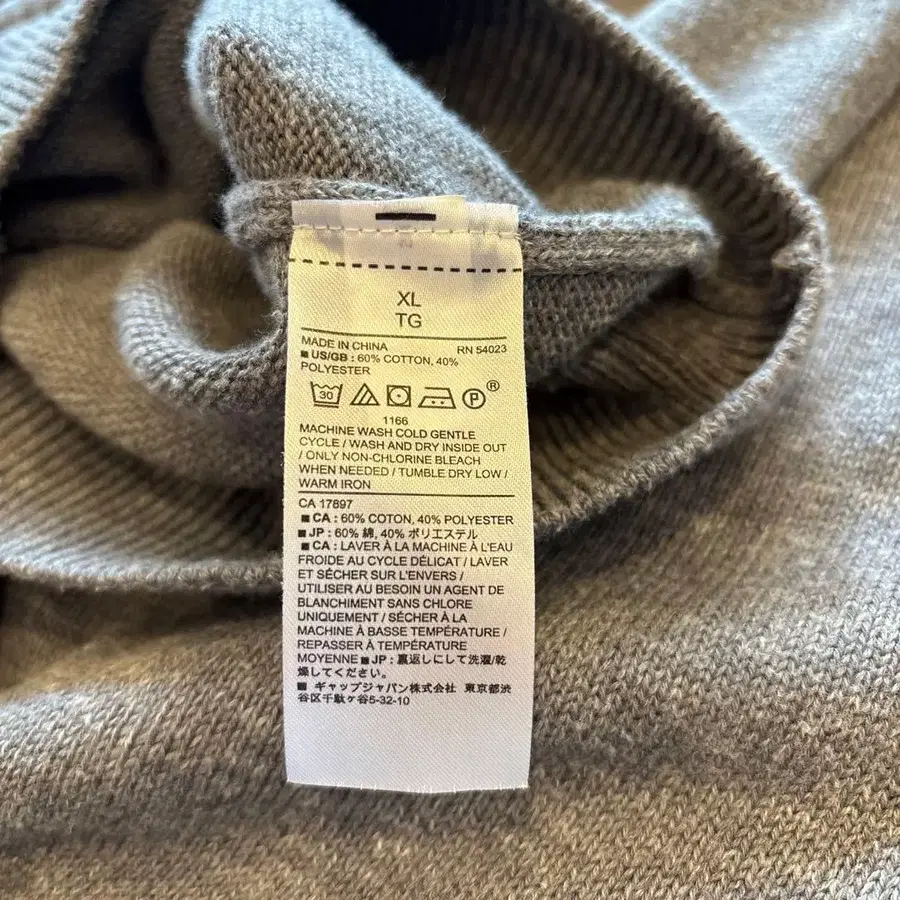 XL
TG
MADE IN CHINA RN 54023
■ US/GB : 60% COTTON, 40%
POLYESTER
30 P ®
1166
MACHINE WASH COLD GENTLE
CYCLE / WASH AND DRY INSIDE OUT
/ ONLY NON-CHLORINE BLEACH
WHEN NEEDED / TUMBLE DRY LOW /
WARM IRON
CA 17897
■ CA : 60% COTON, 40% POLYESTER
■ JP : 60% 綿, 40% ポリエステル
■ CA : LAVER À LA MACHINE À L'EAU
FROIDE AU CYCLE DÉLICAT / LAVER
ET SÉCHER SUR L'ENVERS /
UTILISER AU BESOIN UN AGENT DE
BLANCHIMENT SANS CHLORE
UNIQUEMENT / SÉCHER À LA
MACHINE À BASSE TEMPÉRATURE /
REPASSER À TEMPÉRATURE
MOYENNE ■ JP : 裏返しにして洗濯/乾
燥してください。
■ ギャップジャパン株式会社 東京都渋
谷区千駄ヶ谷5-32-10